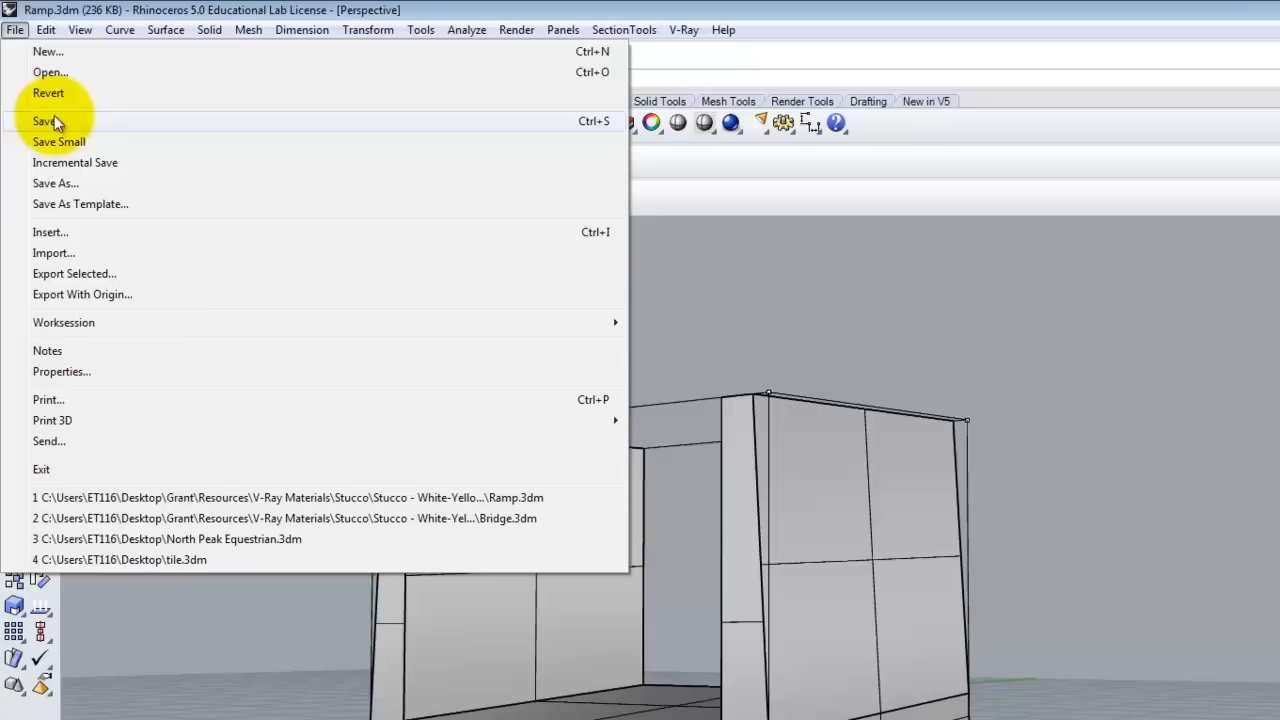 Ramp.3dm (236 KB) - Rhinoceros 5.0 Educational Lab License - [Perspective]
File Edit View Curve Surface Solid Mesh Dimension Transform Tools Analyze Render Panels SectionTools V-Ray Help
New... Ctrl+N
Open... Ctrl+O
Revert
Solid Tools Mesh Tools Render Tools Drafting New in V5
Save Ctrl+S
Save Small
Incremental Save
Save As...
Save As Template...
Insert... Ctrl+I
Import...
Export Selected...
Export With Origin...
Worksession
Notes
Properties...
Print... Ctrl+P
Print 3D
Send...
Exit
1 C:\Users\ET116\Desktop\Grant\Resources\V-Ray Materials\Stucco\Stucco - White-Yello...\Ramp.3dm
2 C:\Users\ET116\Desktop\Grant\Resources\V-Ray Materials\Stucco\Stucco - White-Yel...\Bridge.3dm
3 C:\Users\ET116\Desktop\North Peak Equestrian.3dm
4 C:\Users\ET116\Desktop\tile.3dm